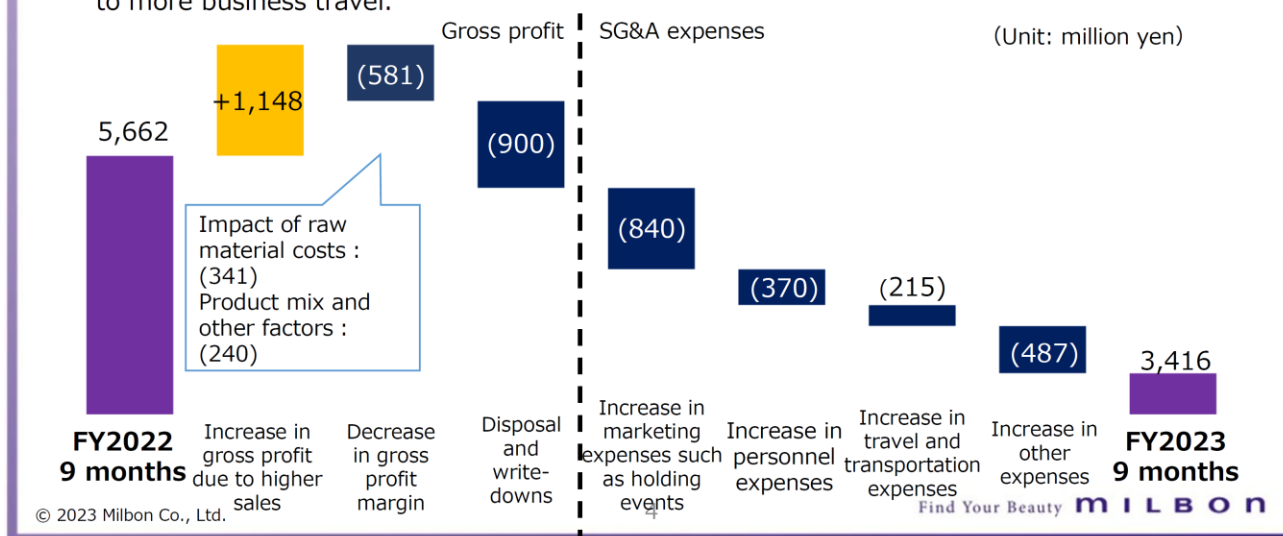 to more business travel.
Gross profit
SG&A expenses
(Unit: million yen)
5,662
+1,148
(581)
(900)
(840)
(370)
(215)
(487)
3,416
Impact of raw
material costs :
(341)
Product mix and
other factors :
(240)
FY2022
9 months
Increase in
gross profit
due to higher
sales
Decrease
in gross
profit
margin
Disposal
and
write-
downs
Increase in
marketing
expenses such
as holding
events
Increase in
personnel
expenses
Increase in
travel and
transportation
expenses
Increase in
other
expenses
FY2023
9 months
© 2023 Milbon Co., Ltd.
4
Find Your Beauty MILBON